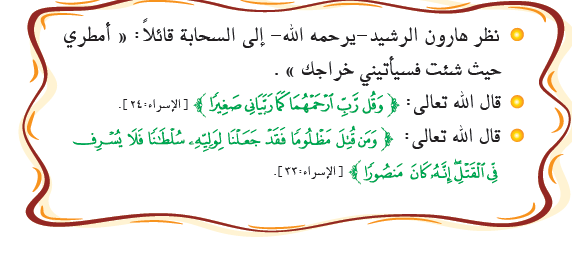 نظر هارون الرشيد -يرحمه الله- إلى السحابة قائلاً: « أمطري
حيث شئت فسيأتيني خراجك » .
قال الله تعالى: ﴿ وَقُل رَّبِّ ٱرْحَمْهُمَا كَمَا رَبَّيَانِي صَغِيرًا ﴾ [الإسراء:٢٤].
قال الله تعالى: ﴿ وَمَن قُتِلَ مَظْلُومًا فَقَدْ جَعَلْنَا لِوَلِيِّهِۦ سُلْطَٰنًا فَلَا يُسْرِف
فِّي ٱلْقَتْلِ ۖ إِنَّهُۥ كَانَ مَنصُورًا ﴾ [الإسراء:٣٣].